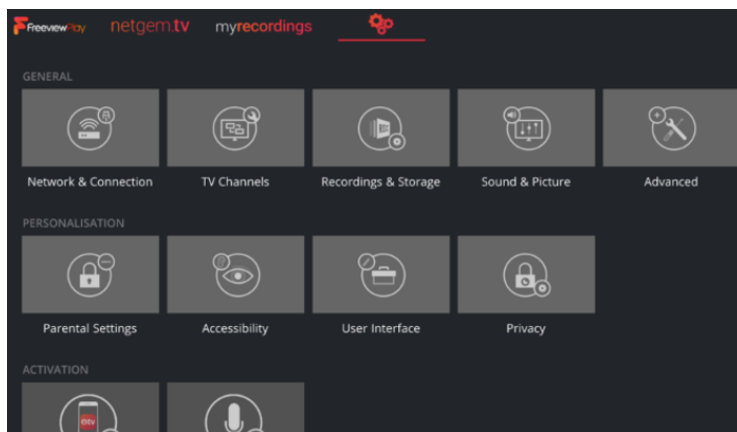 FreeviewPlay netgem.tv myrecordings
GENERAL
Network & Connection TV Channels Recordings & Storage Sound & Picture Advanced
PERSONALISATION
Parental Settings Accessibility User Interface Privacy
ACTIVATION